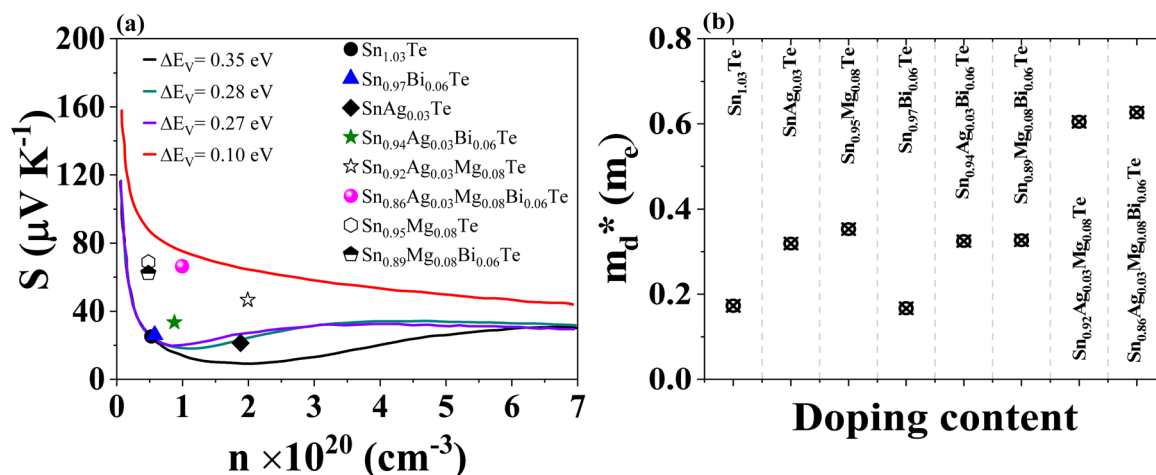 (a)
(b)
S (μV K⁻¹)
200
160
120
80
40
0
ΔE_V= 0.35 eV
ΔE_V= 0.28 eV
ΔE_V= 0.27 eV
ΔE_V= 0.10 eV
Sn₁.₀₃Te
Sn₀.₉₇Bi₀.₀₆Te
SnAg₀.₀₃Te
Sn₀.₉₄Ag₀.₀₃Bi₀.₀₆Te
Sn₀.₉₂Ag₀.₀₃Mg₀.₀₈Te
Sn₀.₈₆Ag₀.₀₃Mg₀.₀₈Bi₀.₀₆Te
Sn₀.₉₅Mg₀.₀₈Te
Sn₀.₈₉Mg₀.₀₈Bi₀.₀₆Te
0 1 2 3 4 5 6 7
n ×10²⁰ (cm⁻³)
m_d* (m_e)
0.8
0.6
0.4
0.2
0.0
Sn₁.₀₃Te
SnAg₀.₀₃Te
Sn₀.₉₅Mg₀.₀₈Te
Sn₀.₉₇Bi₀.₀₆Te
Sn₀.₉₄Ag₀.₀₃Bi₀.₀₆Te
Sn₀.₈₉Mg₀.₀₈Bi₀.₀₆Te
Sn₀.₉₂Ag₀.₀₃Mg₀.₀₈Te
Sn₀.₈₆Ag₀.₀₃Mg₀.₀₈Bi₀.₀₆Te
Doping content